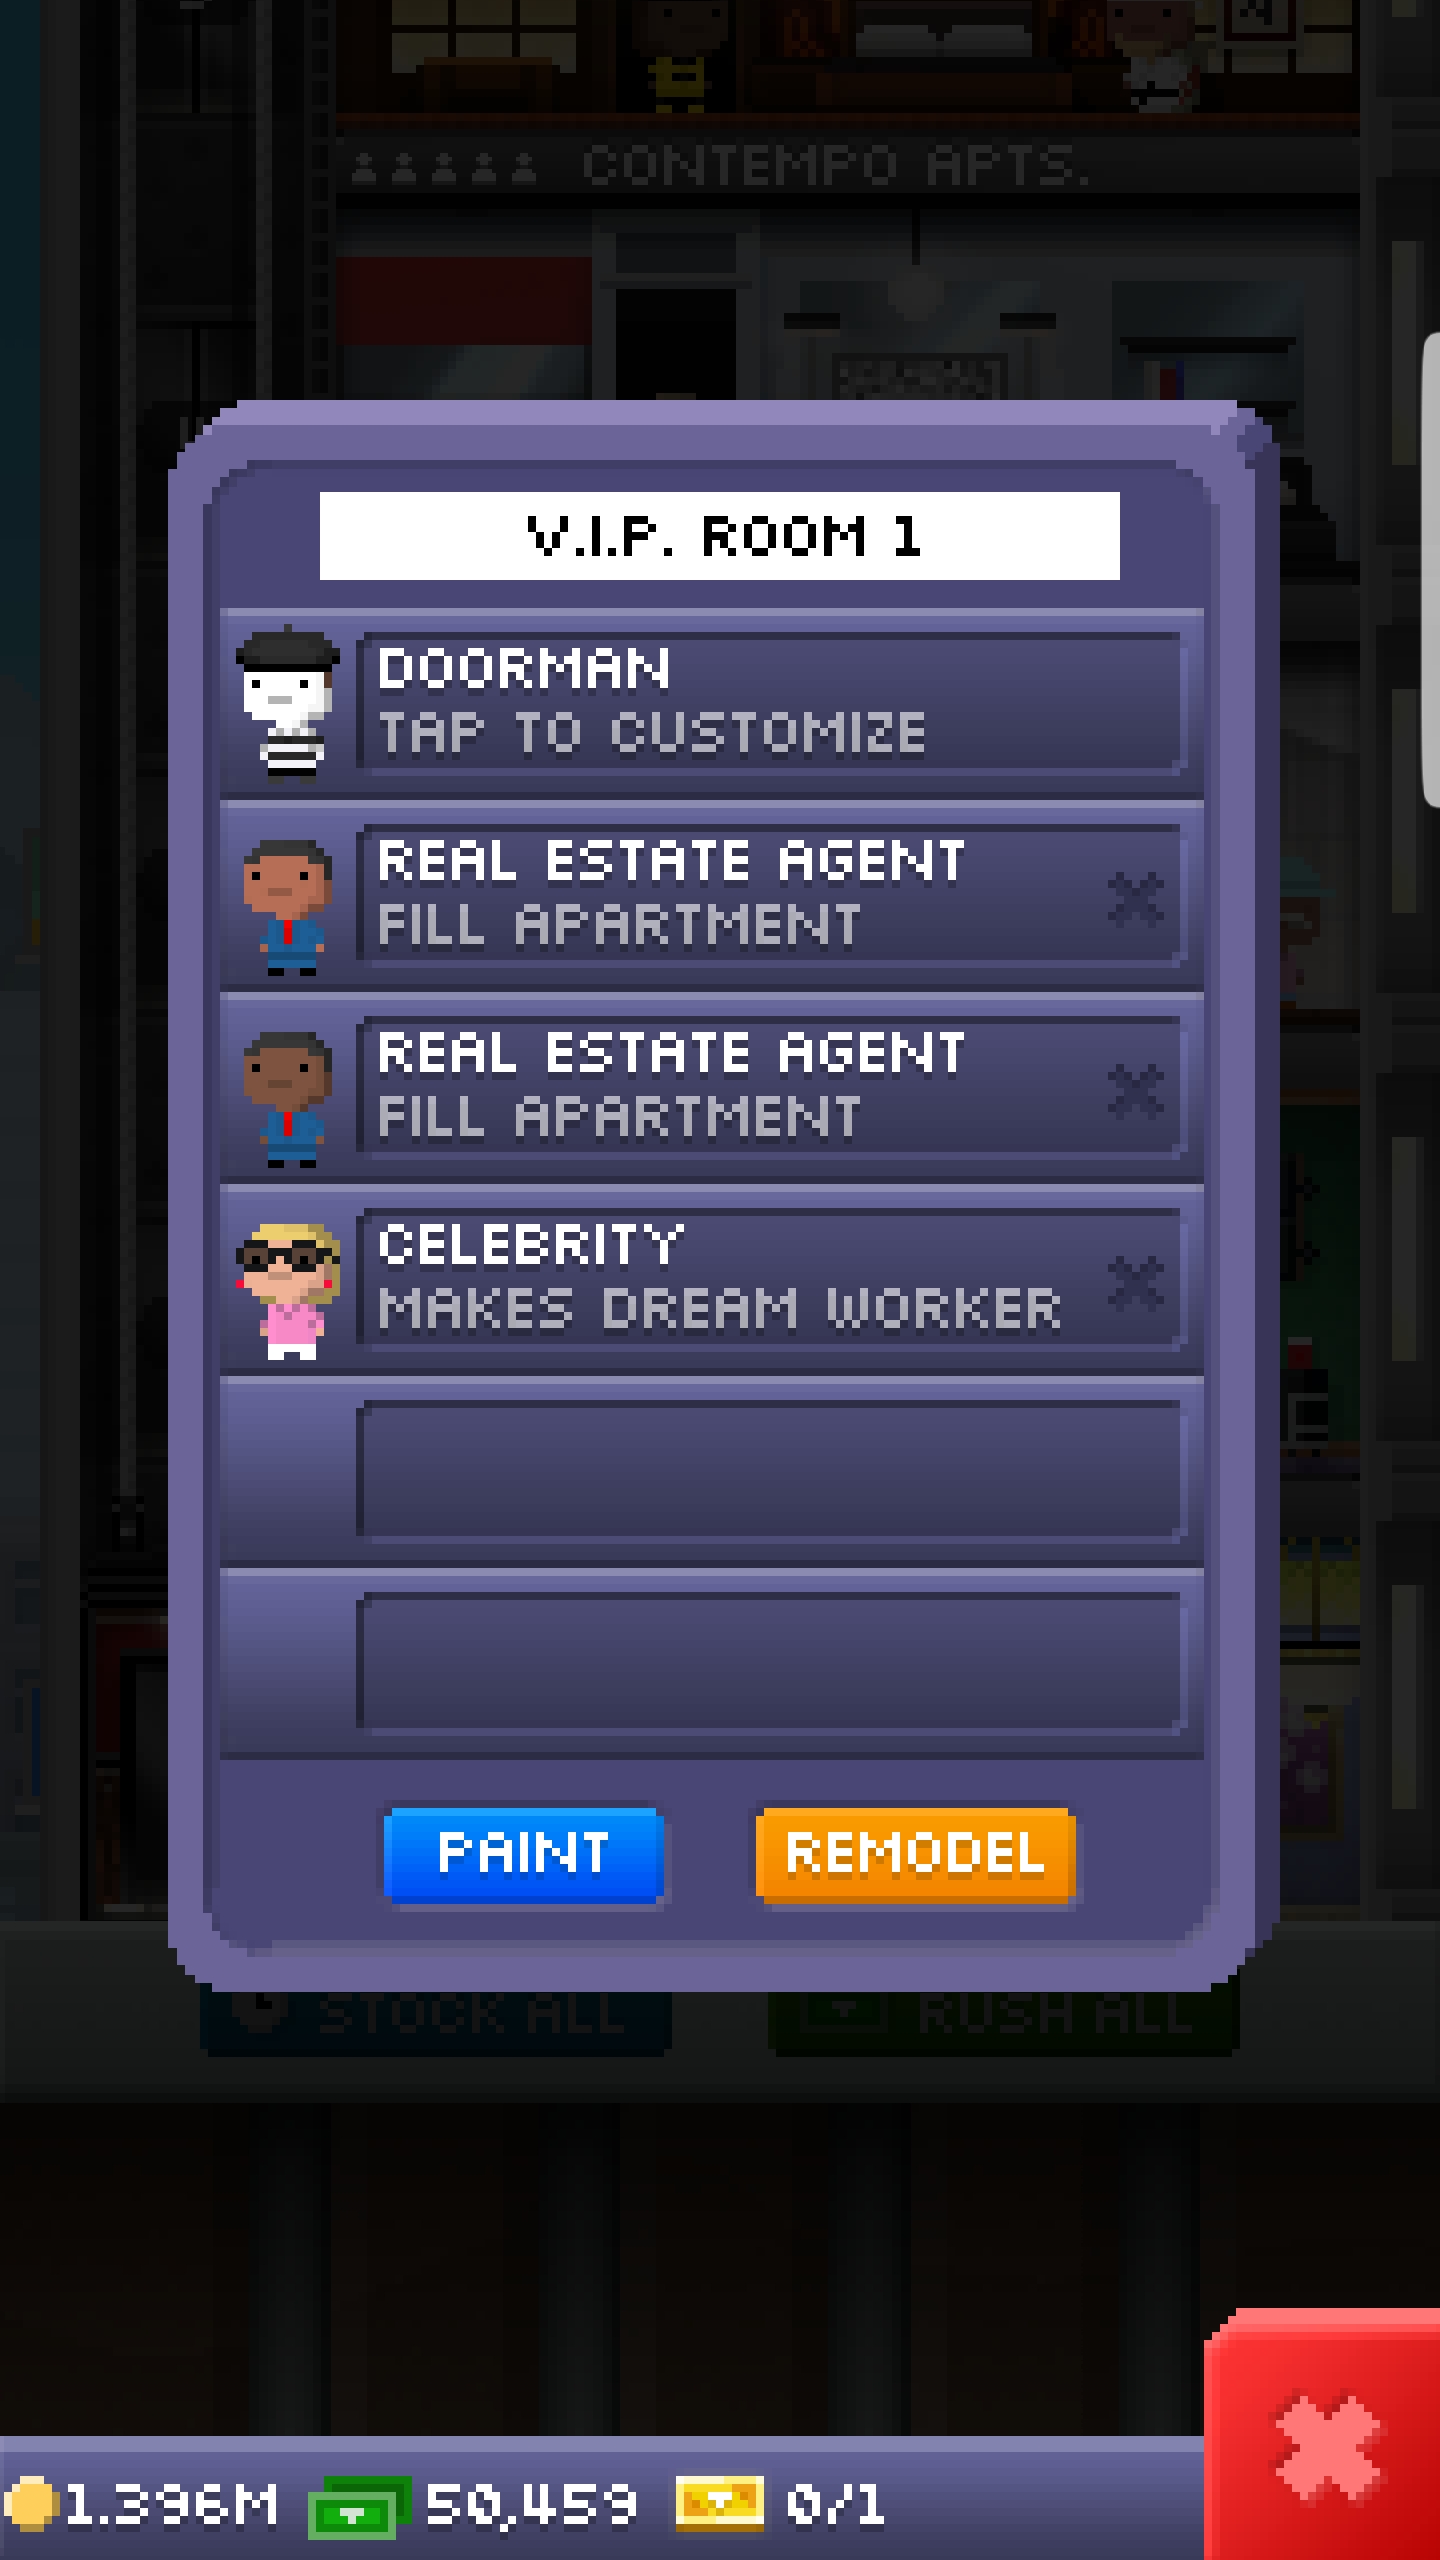 CONTEMPO APTS.
V.I.P. ROOM 1
DOORMAN
TAP TO CUSTOMIZE
REAL ESTATE AGENT
FILL APARTMENT
REAL ESTATE AGENT
FILL APARTMENT
CELEBRITY
MAKES DREAM WORKER
PAINT
REMODEL
STOCK ALL
RUSH ALL
1.396M
50,459
0/1